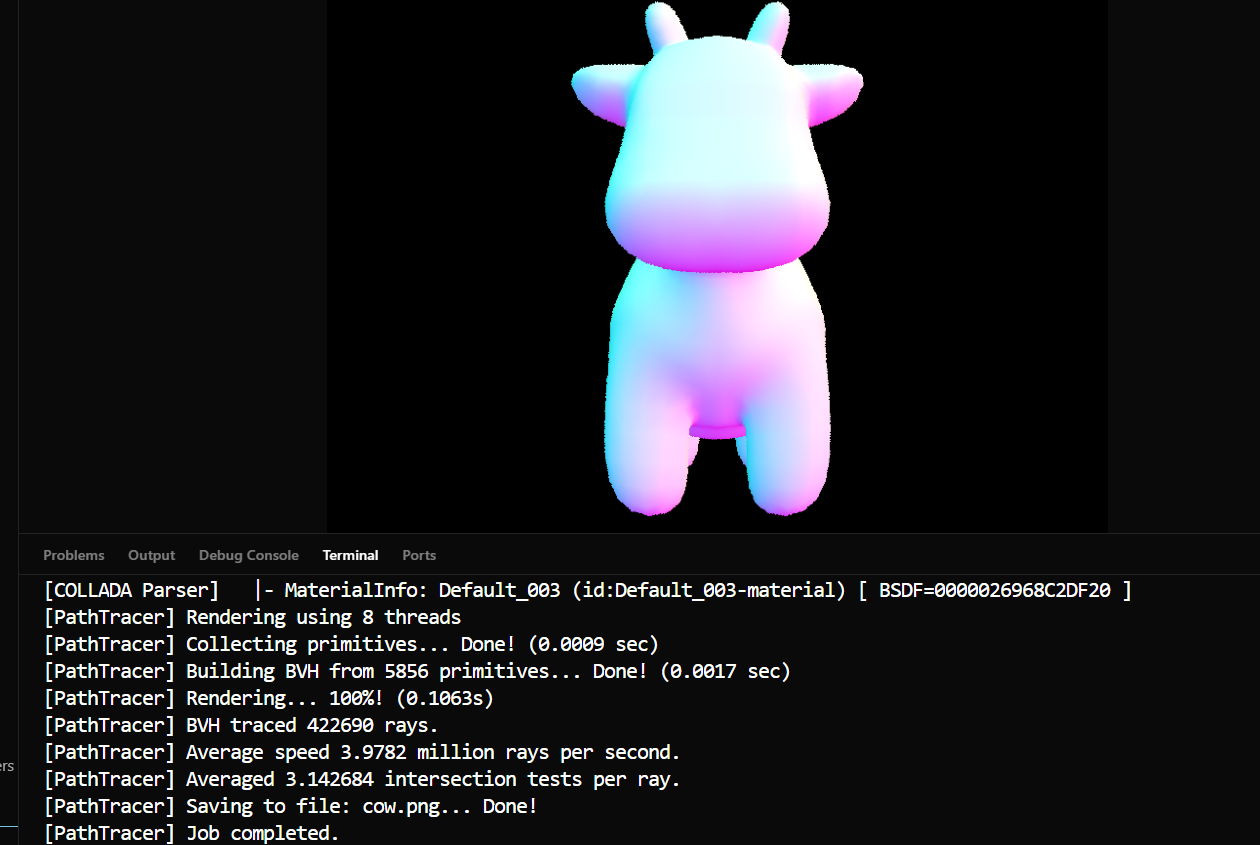 Problems Output Debug Console Terminal Ports
[COLLADA Parser]   |- MaterialInfo: Default_003 (id:Default_003-material) [ BSDF=0000026968C2DF20 ]
[PathTracer] Rendering using 8 threads
[PathTracer] Collecting primitives... Done! (0.0009 sec)
[PathTracer] Building BVH from 5856 primitives... Done! (0.0017 sec)
[PathTracer] Rendering... 100%! (0.1063s)
[PathTracer] BVH traced 422690 rays.
[PathTracer] Average speed 3.9782 million rays per second.
[PathTracer] Averaged 3.142684 intersection tests per ray.
[PathTracer] Saving to file: cow.png... Done!
[PathTracer] Job completed.